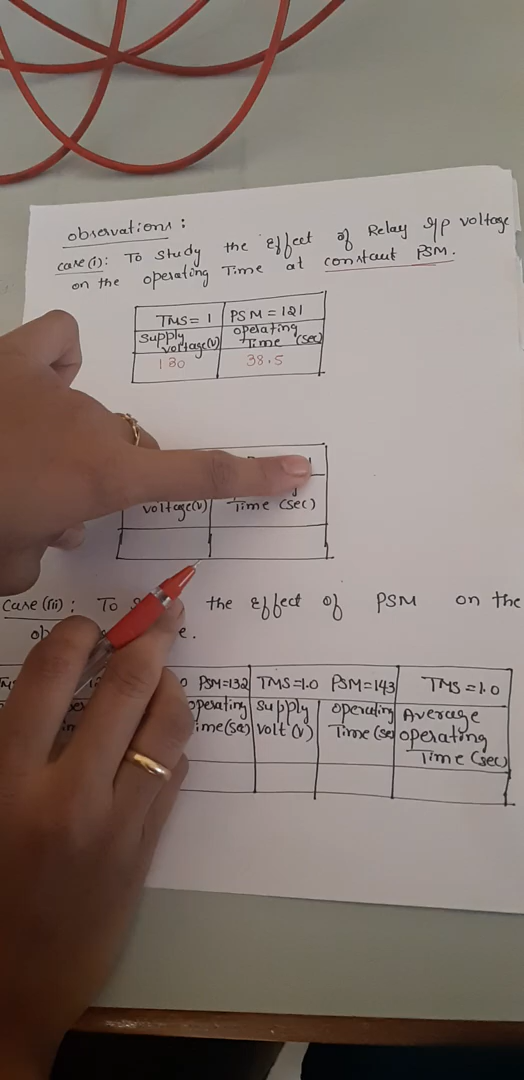 observations:
case(i): To study the effect of Relay I/P voltage
on the operating Time at constant PSM.
TMS=1 PSM=121
supply voltage(V) operating Time (sec)
130 38.5
voltage(V) Time (sec)
case(iii): To the effect of PSM on the
PSM=132 TMS=1.0 PSM=143 TMS=1.0
operating supply operating Average
Time(sec) volt(V) operating
Time (sec)